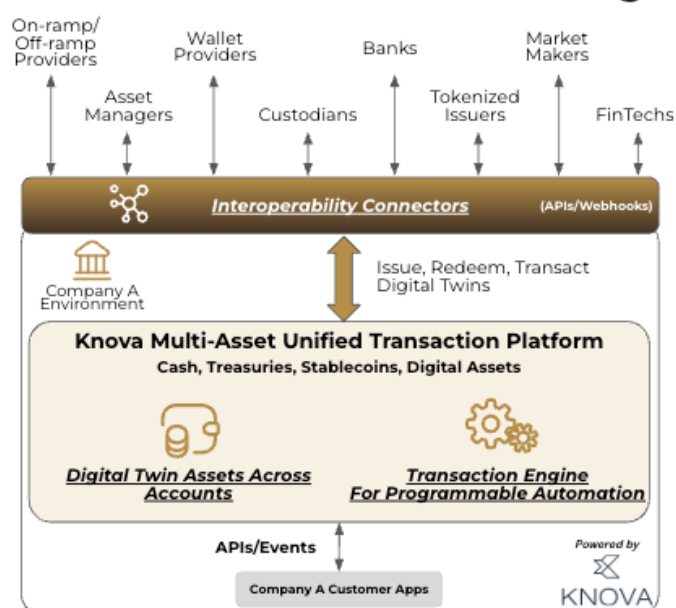 On-ramp/
Off-ramp
Providers
Wallet
Providers
Banks
Market
Makers
Asset
Managers
Custodians
Tokenized
Issuers
FinTechs
Interoperability Connectors
(APIs/Webhooks)
Company A
Environment
Issue, Redeem, Transact
Digital Twins
Knova Multi-Asset Unified Transaction Platform
Cash, Treasuries, Stablecoins, Digital Assets
Digital Twin Assets Across
Accounts
Transaction Engine
For Programmable Automation
APIs/Events
Company A Customer Apps
Powered by
KNOVA